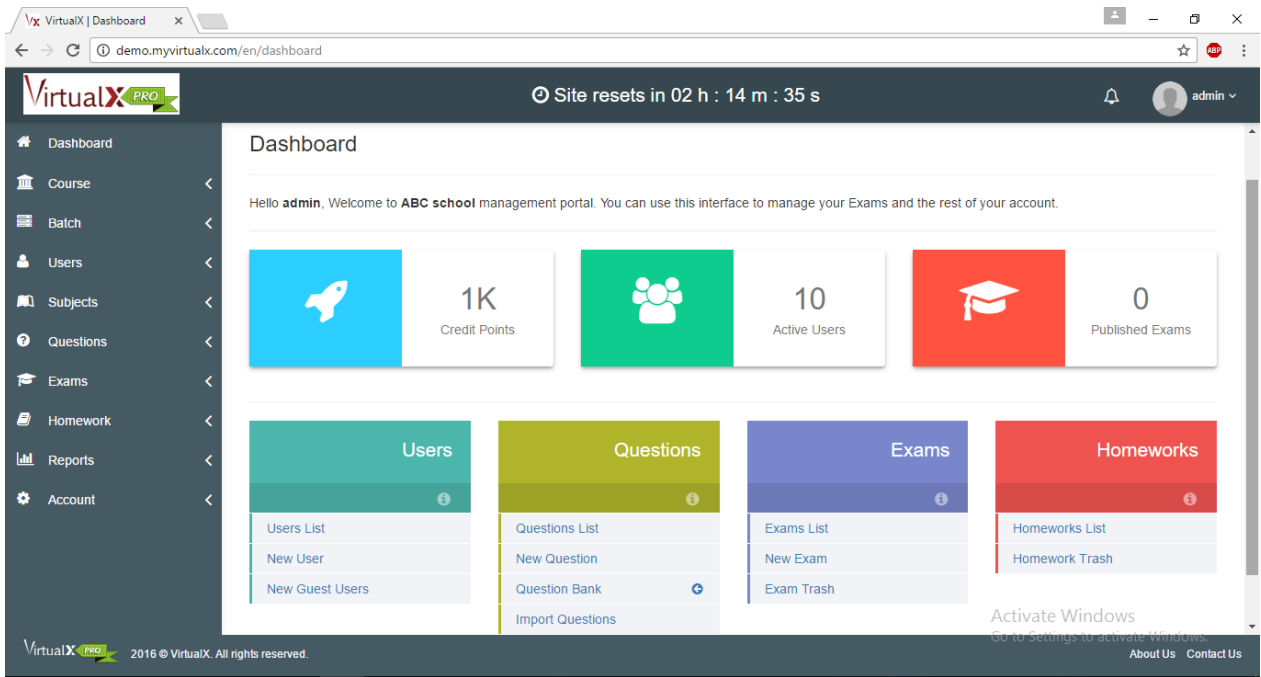 Vx VirtualX | Dashboard
demo.myvirtualx.com/en/dashboard
ABP
VirtualX PRO
Site resets in 02 h : 14 m : 35 s
admin
Dashboard
Course
Batch
Users
Subjects
Questions
Exams
Homework
Reports
Account
Dashboard
Hello admin, Welcome to ABC school management portal. You can use this interface to manage your Exams and the rest of your account.
1K
Credit Points
10
Active Users
0
Published Exams
Users
Users List
New User
New Guest Users
Questions
Questions List
New Question
Question Bank
Import Questions
Exams
Exams List
New Exam
Exam Trash
Homeworks
Homeworks List
Homework Trash
Activate Windows
Go to Settings to activate Windows.
VirtualX PRO
2016 © VirtualX. All rights reserved.
About Us Contact Us